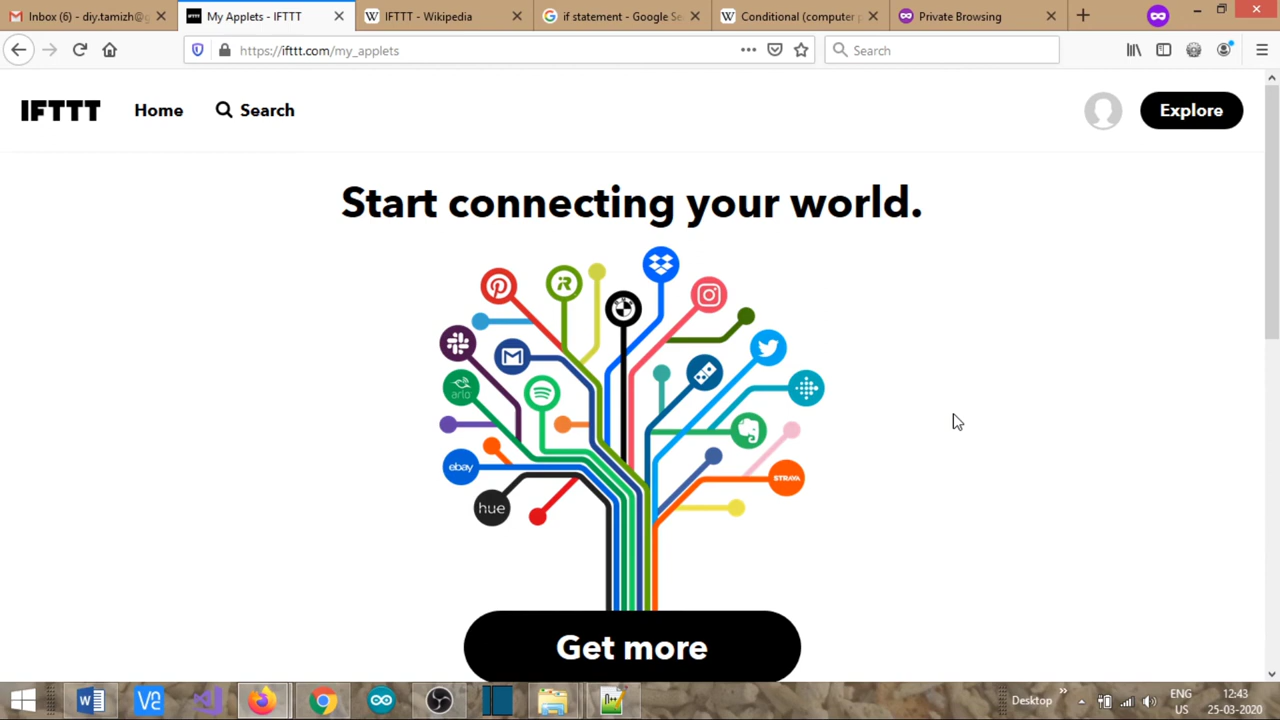 Inbox (6) - diy.tamizh@g
My Applets - IFTTT
IFTTT - Wikipedia
if statement - Google Se
Conditional (computer p
Private Browsing
https://ifttt.com/my_applets
Search
IFTTT
Home
Search
Explore
Start connecting your world.
arlo
ebay
hue
STRAVA
Get more
Desktop
ENG
US
12:43
25-03-2020